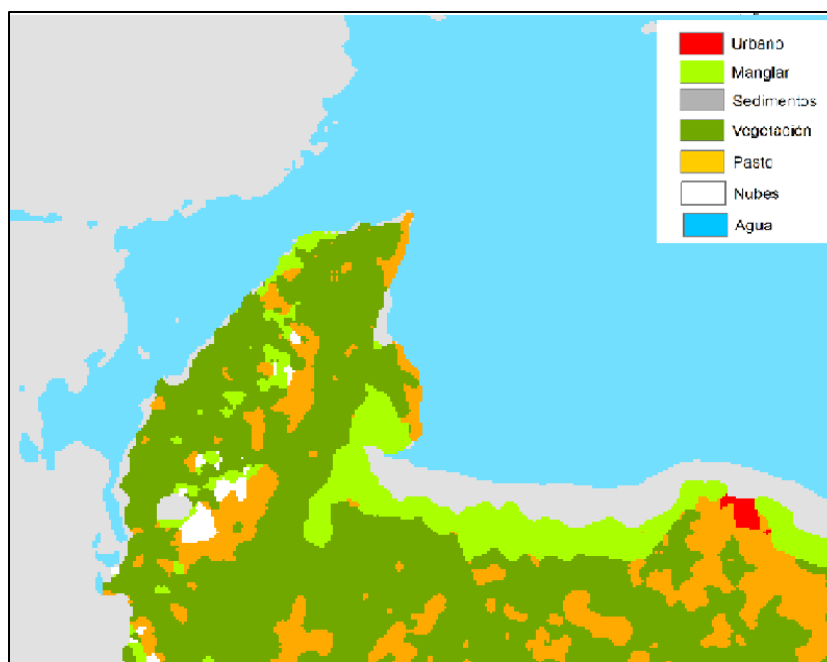 Urbano
Manglar
Sedimentos
Vegetación
Pasto
Nubes
Agua